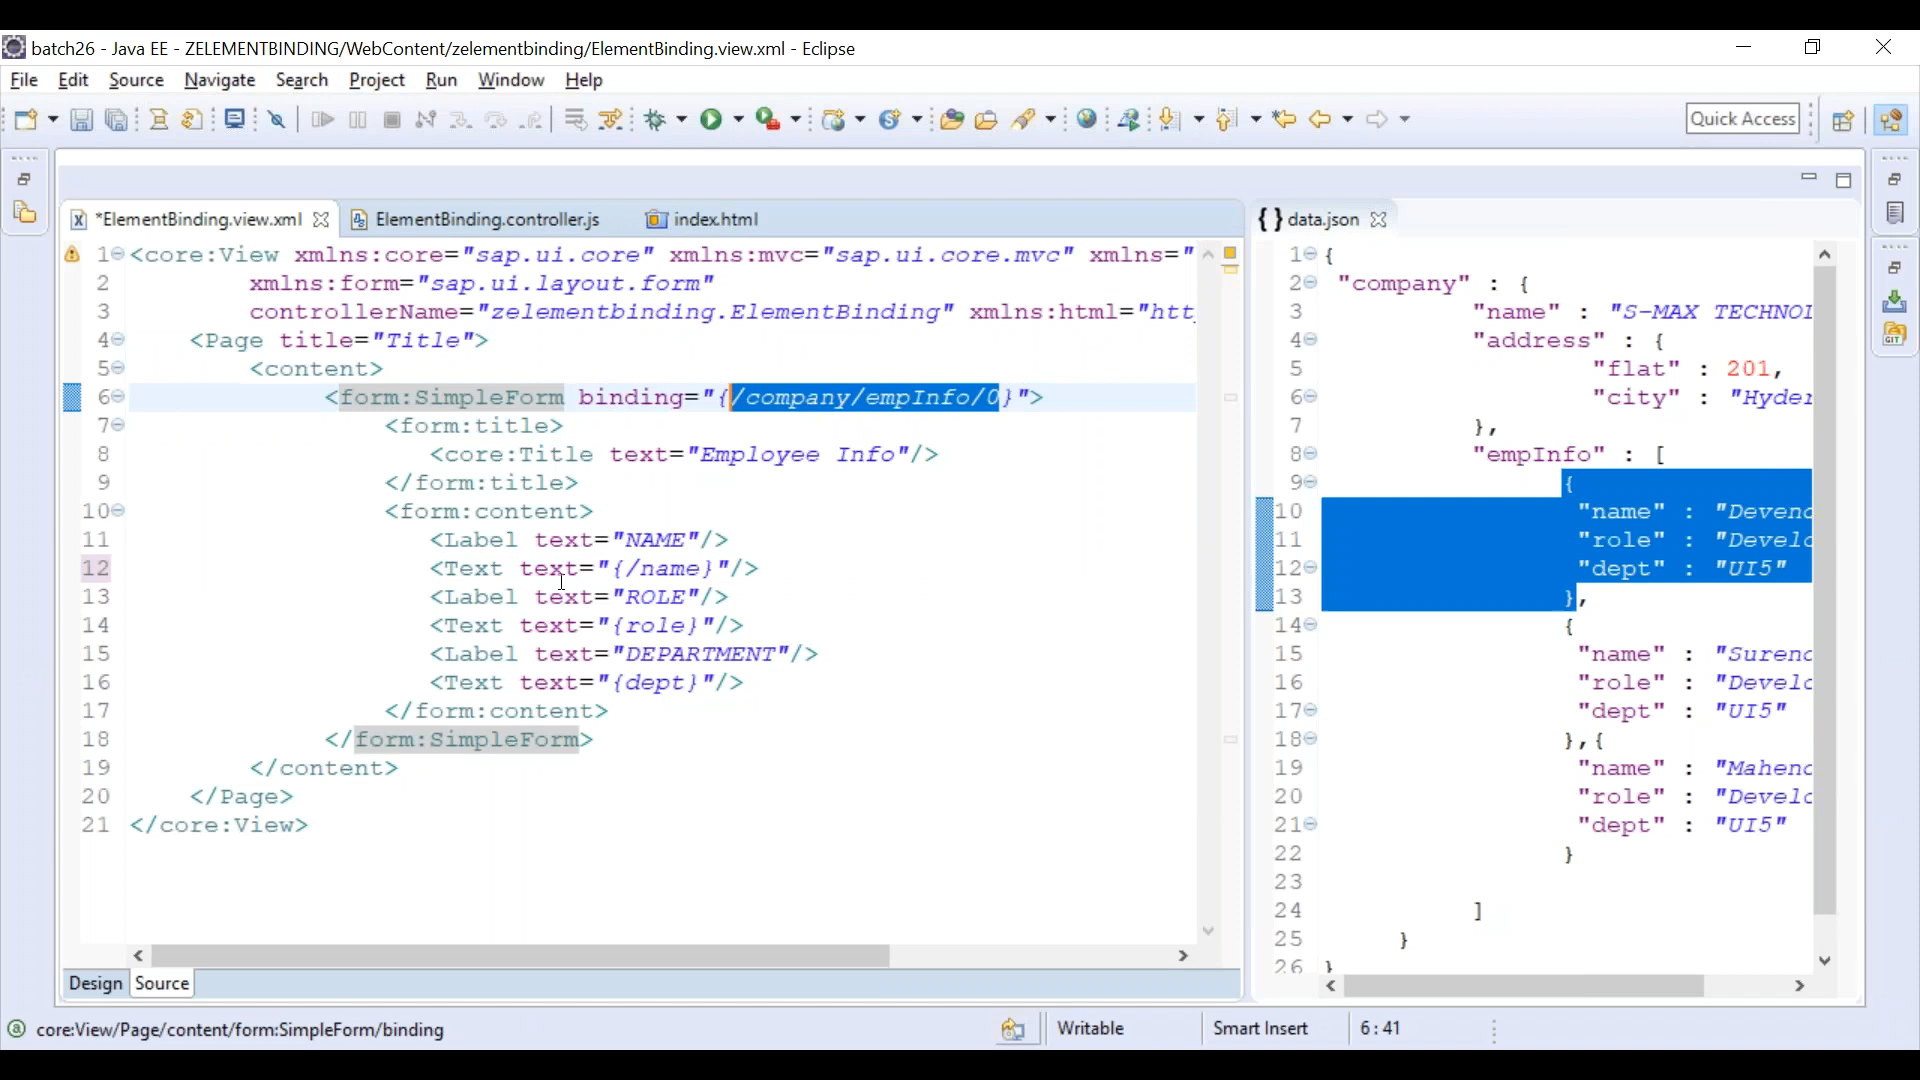 batch26 - Java EE - ZELEMENTBINDING/WebContent/zelementbinding/ElementBinding.view.xml - Eclipse
File Edit Source Navigate Search Project Run Window Help
Quick Access
*ElementBinding.view.xml ElementBinding.controller.js index.html
1 <core:View xmlns:core="sap.ui.core" xmlns:mvc="sap.ui.core.mvc" xmlns="
2 xmlns:form="sap.ui.layout.form"
3 controllerName="zelementbinding.ElementBinding" xmlns:html="htt
4 <Page title="Title">
5 <content>
6 <form:SimpleForm binding="{/company/empInfo/0}">
7 <form:title>
8 <core:Title text="Employee Info"/>
9 </form:title>
10 <form:content>
11 <Label text="NAME"/>
12 <Text text="{/name}"/>
13 <Label text="ROLE"/>
14 <Text text="{role}"/>
15 <Label text="DEPARTMENT"/>
16 <Text text="{dept}"/>
17 </form:content>
18 </form:SimpleForm>
19 </content>
20 </Page>
21 </core:View>
Design Source
{ } data.json
1 {
2 "company" : {
3 "name" : "S-MAX TECHNOL
4 "address" : {
5 "flat" : 201,
6 "city" : "Hyder
7 },
8 "empInfo" : [
9 {
10 "name" : "Devend
11 "role" : "Develo
12 "dept" : "UI5"
13 },
14 {
15 "name" : "Surend
16 "role" : "Develo
17 "dept" : "UI5"
18 },{
19 "name" : "Mahend
20 "role" : "Develo
21 "dept" : "UI5"
22 }
23
24 ]
25 }
26 }
GIT
core:View/Page/content/form:SimpleForm/binding
Writable Smart Insert 6 : 41